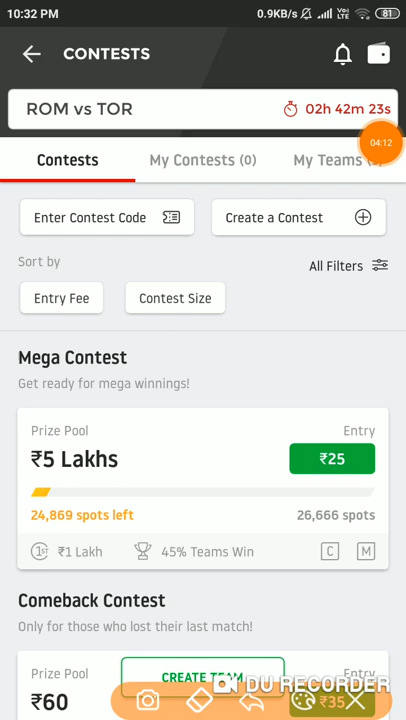 10:32 PM 0.9KB/s Vo) LTE 81
CONTESTS
ROM vs TOR 02h 42m 23s
04:12
Contests My Contests (0) My Teams
Enter Contest Code Create a Contest
Sort by All Filters
Entry Fee Contest Size
Mega Contest
Get ready for mega winnings!
Prize Pool Entry
₹5 Lakhs ₹25
24,869 spots left 26,666 spots
1ST ₹1 Lakh 45% Teams Win C M
Comeback Contest
Only for those who lost their last match!
Prize Pool CREATE TEAM Entry
DU RECORDER
₹60 ₹35